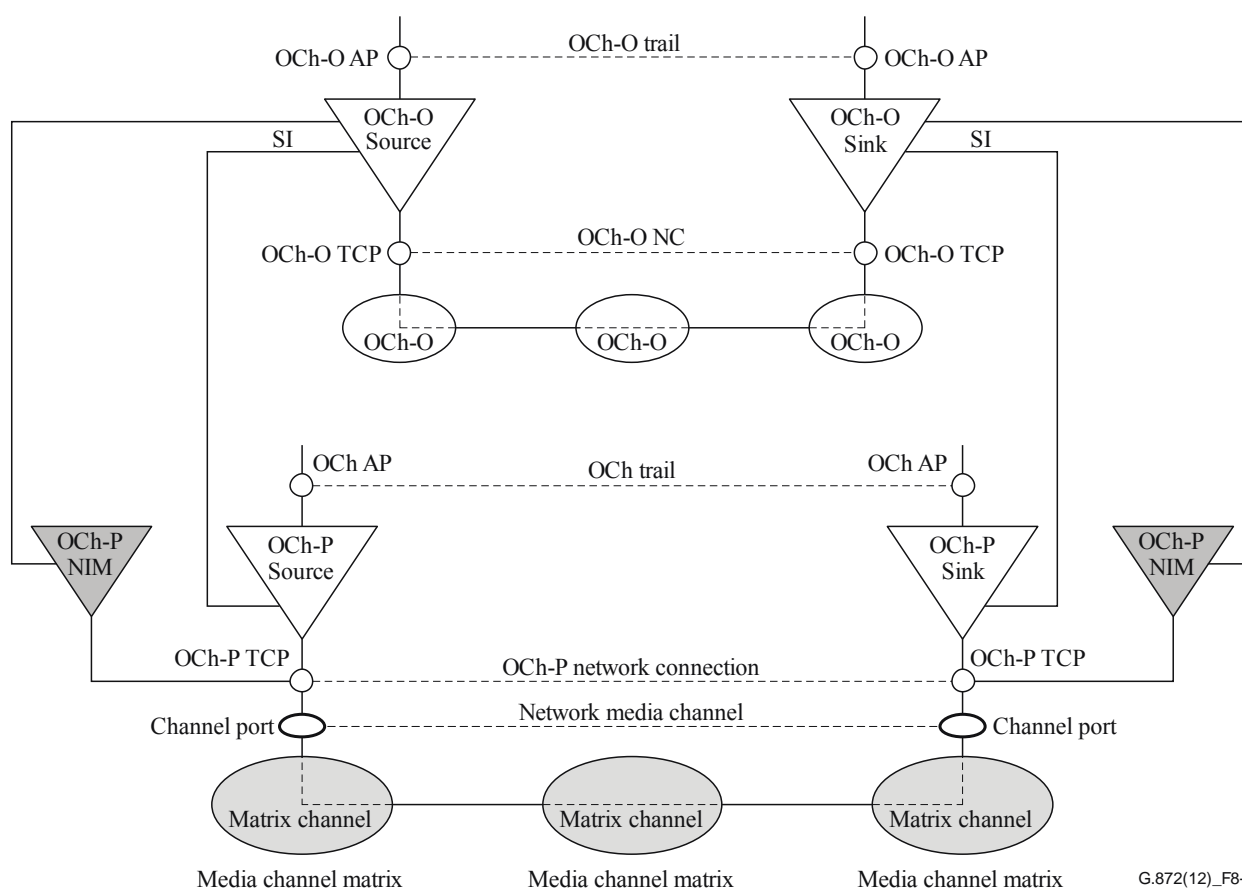 OCh-O trail
OCh-O AP
OCh-O AP
OCh-O
Source
OCh-O
Sink
SI
SI
OCh-O NC
OCh-O TCP
OCh-O TCP
OCh-O
OCh-O
OCh-O
OCh AP
OCh trail
OCh AP
OCh-P
NIM
OCh-P
Source
OCh-P
Sink
OCh-P
NIM
OCh-P TCP
OCh-P network connection
OCh-P TCP
Channel port
Network media channel
Channel port
Matrix channel
Matrix channel
Matrix channel
Media channel matrix
Media channel matrix
Media channel matrix
G.872(12)_F8-